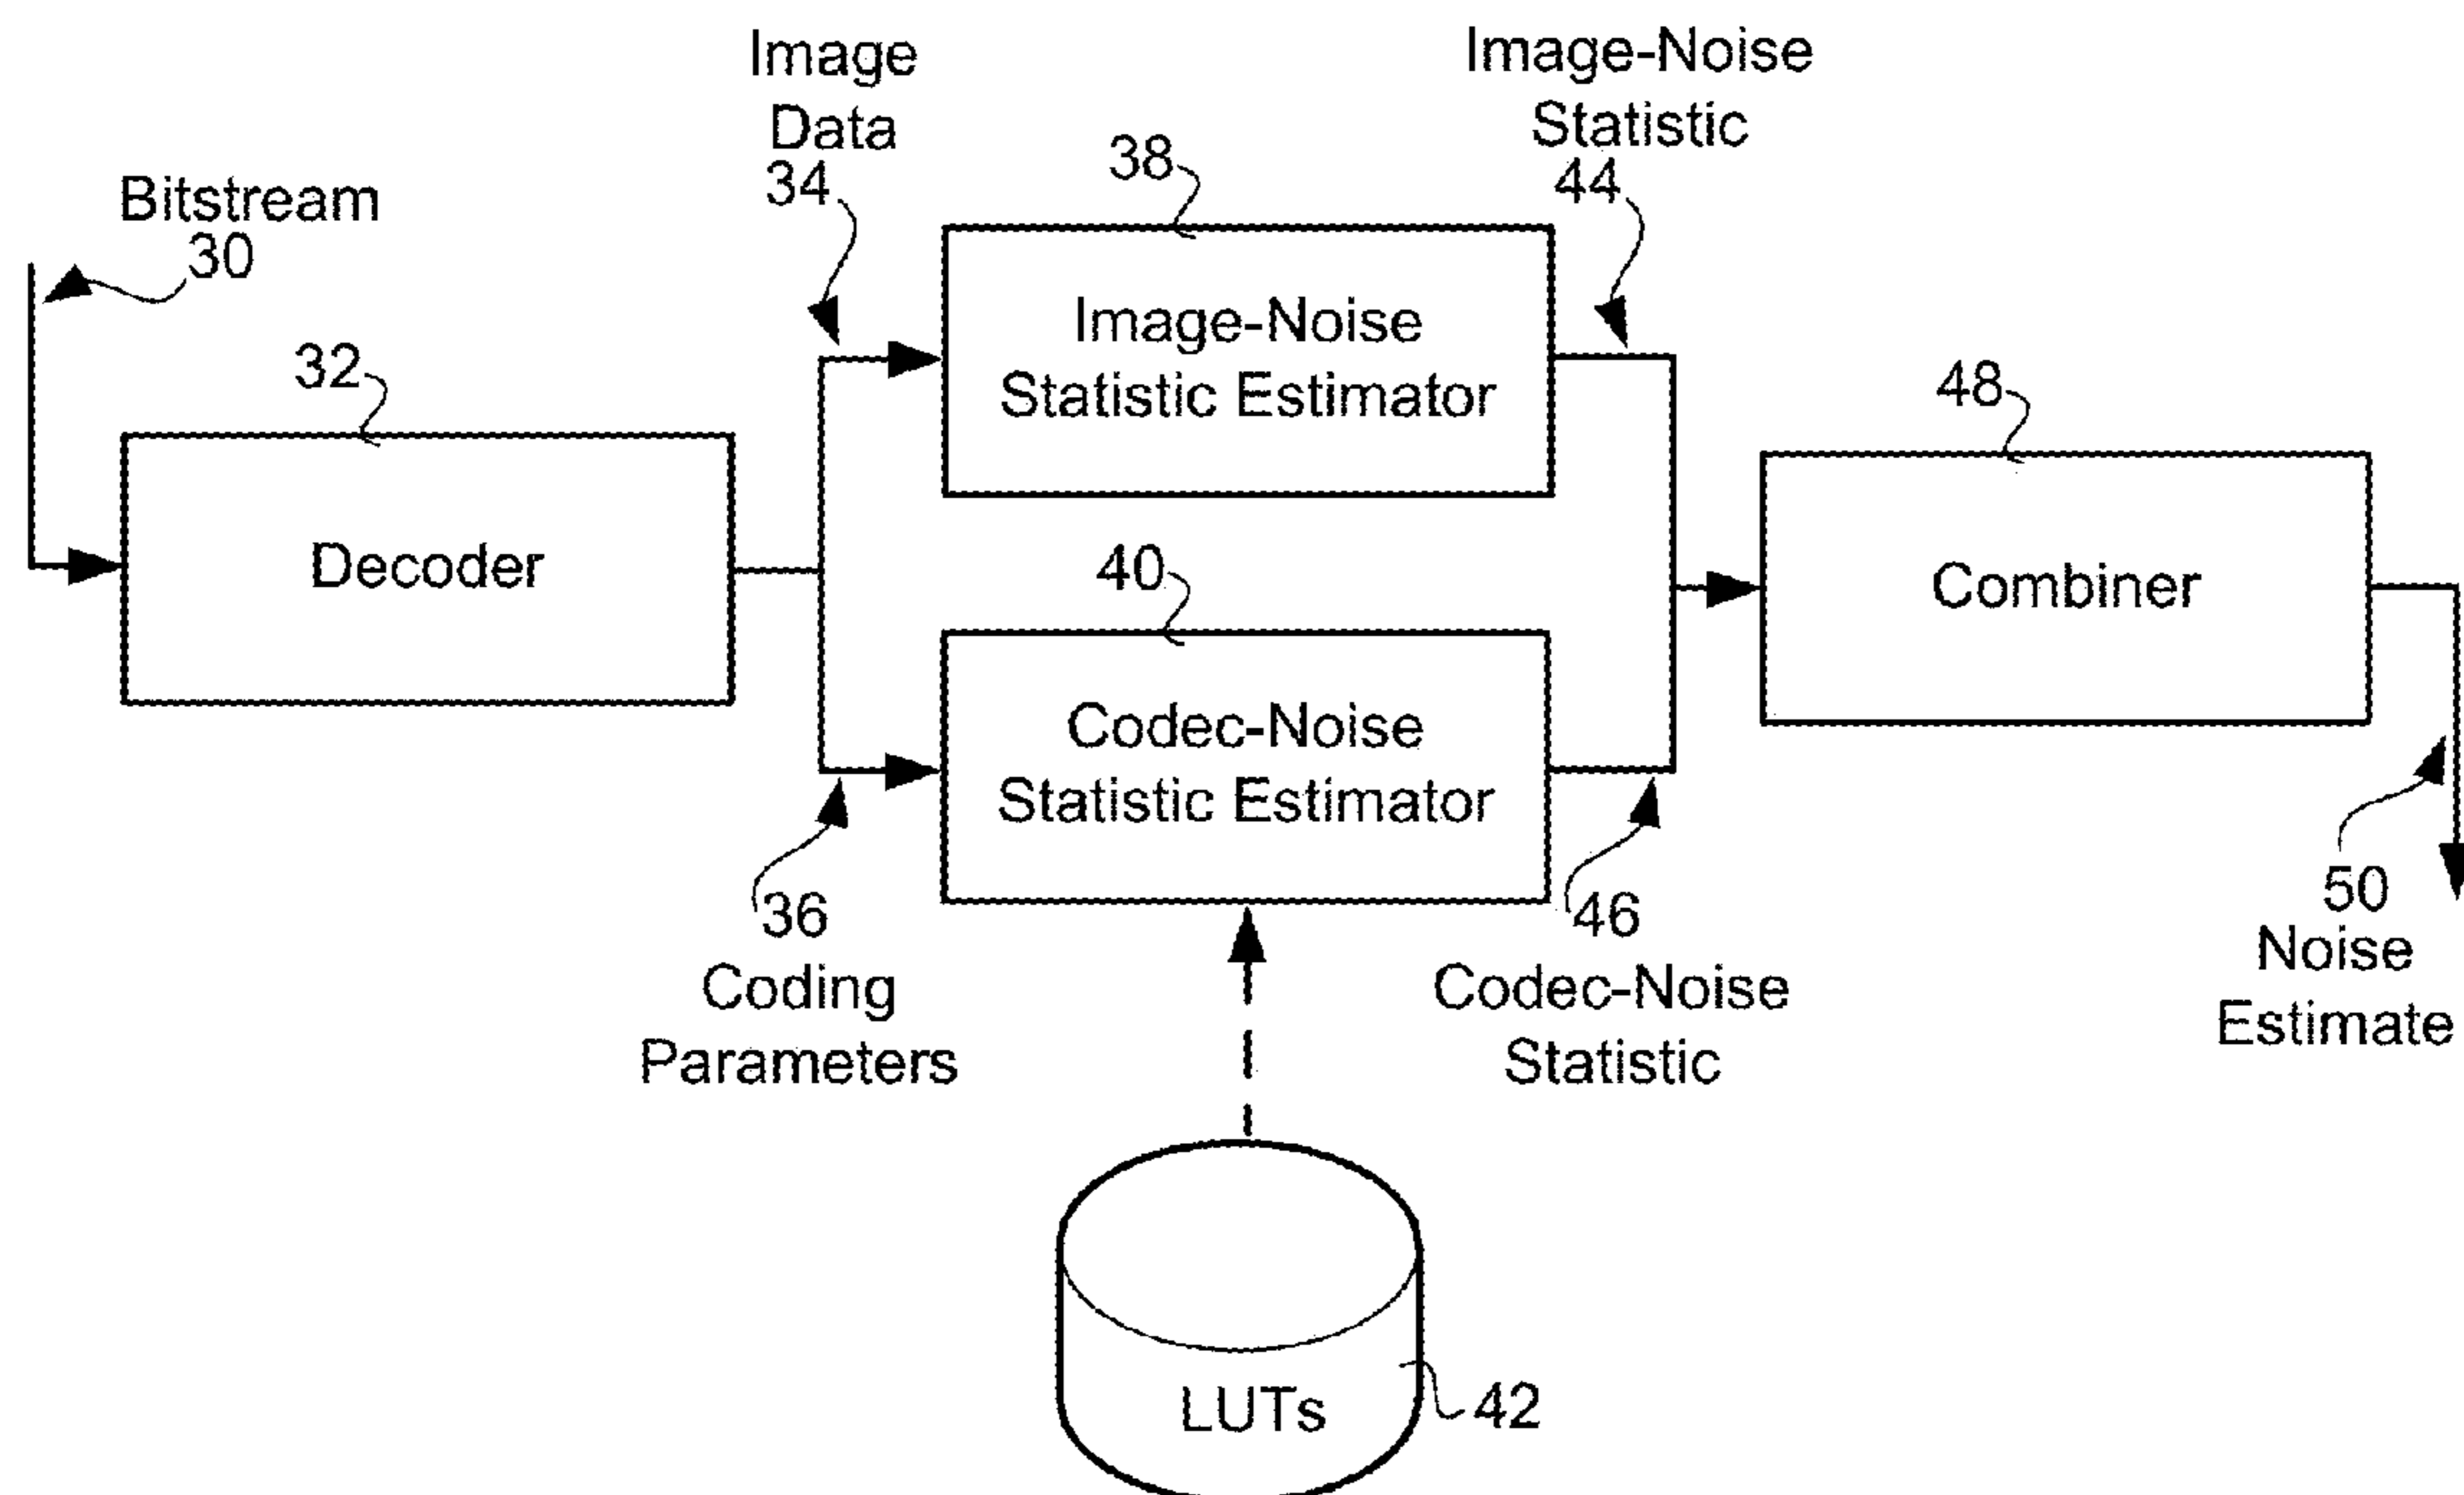 Image
Data
34
Image-Noise
Statistic
44
Bitstream
30
38
32
Image-Noise
Statistic Estimator
48
Decoder
40
Combiner
Codec-Noise
Statistic Estimator
36
Coding
Parameters
46
Codec-Noise
Statistic
50
Noise
Estimate
LUTs
42